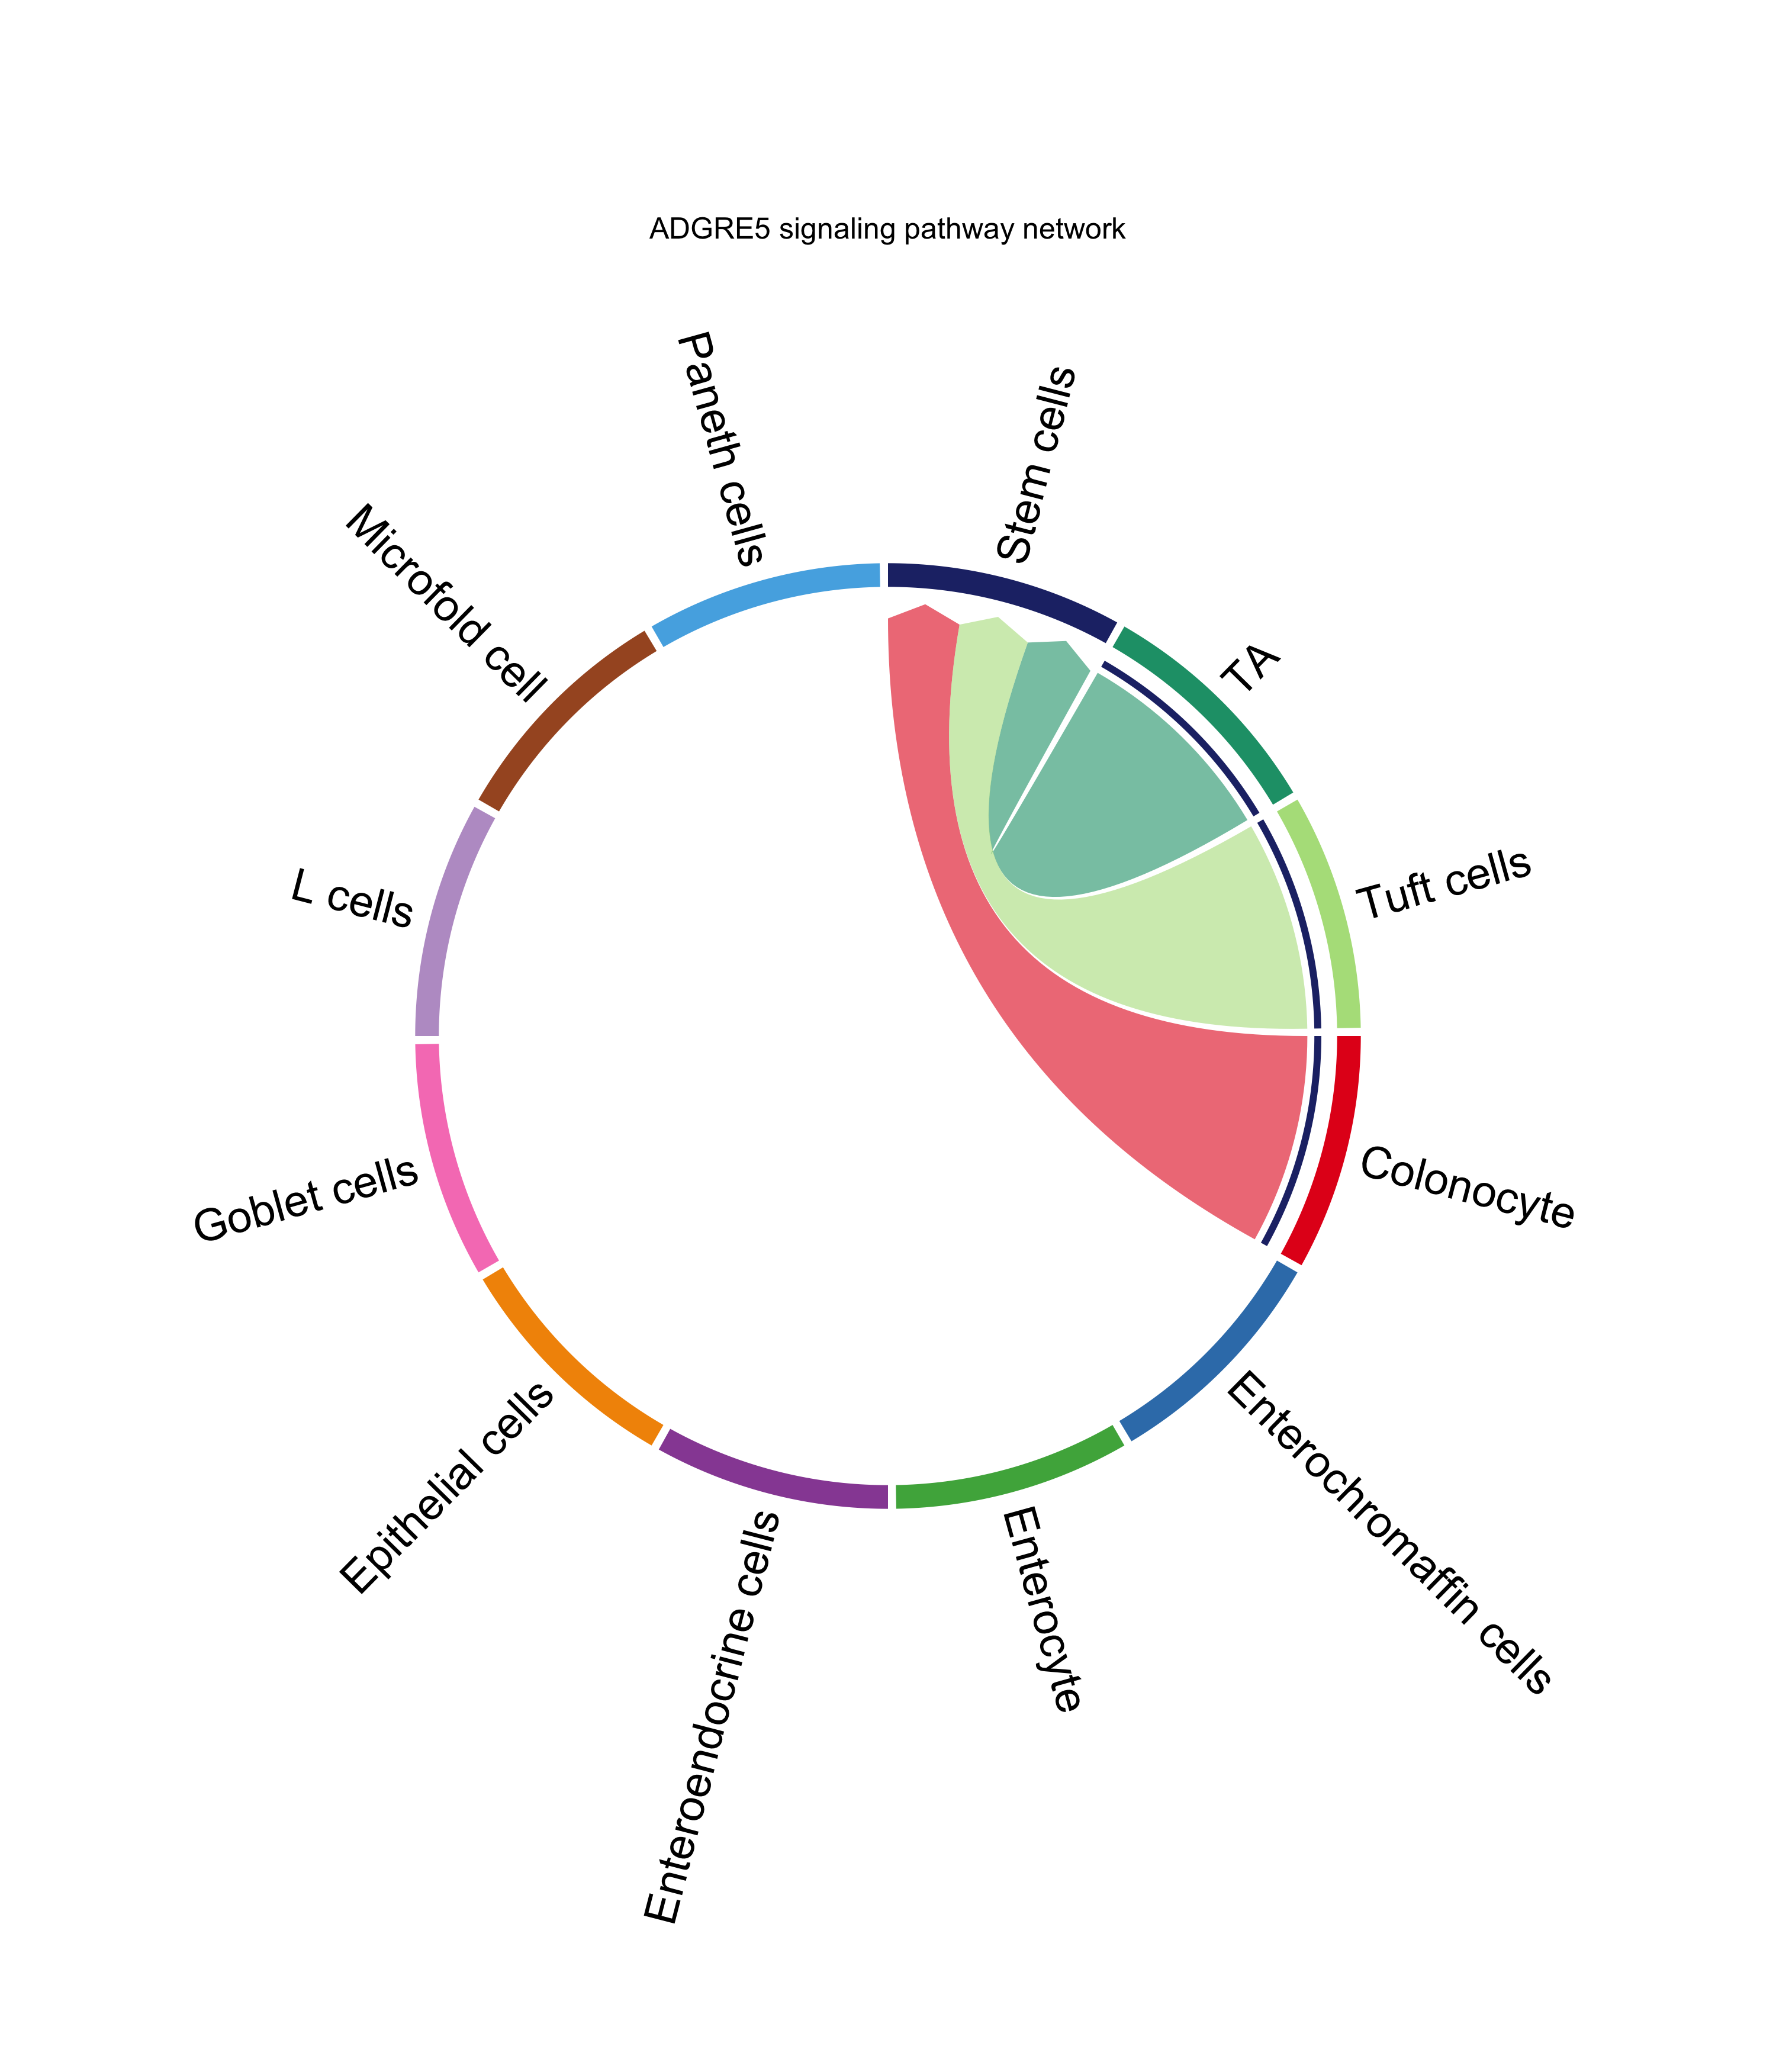 ADGRE5 signaling pathway network
Paneth cells
Stem cells
Microfold cell
TA
L cells
Tuft cells
Goblet cells
Colonocyte
Epithelial cells
Enterochromaffin cells
Enteroendocrine cells
Enterocyte